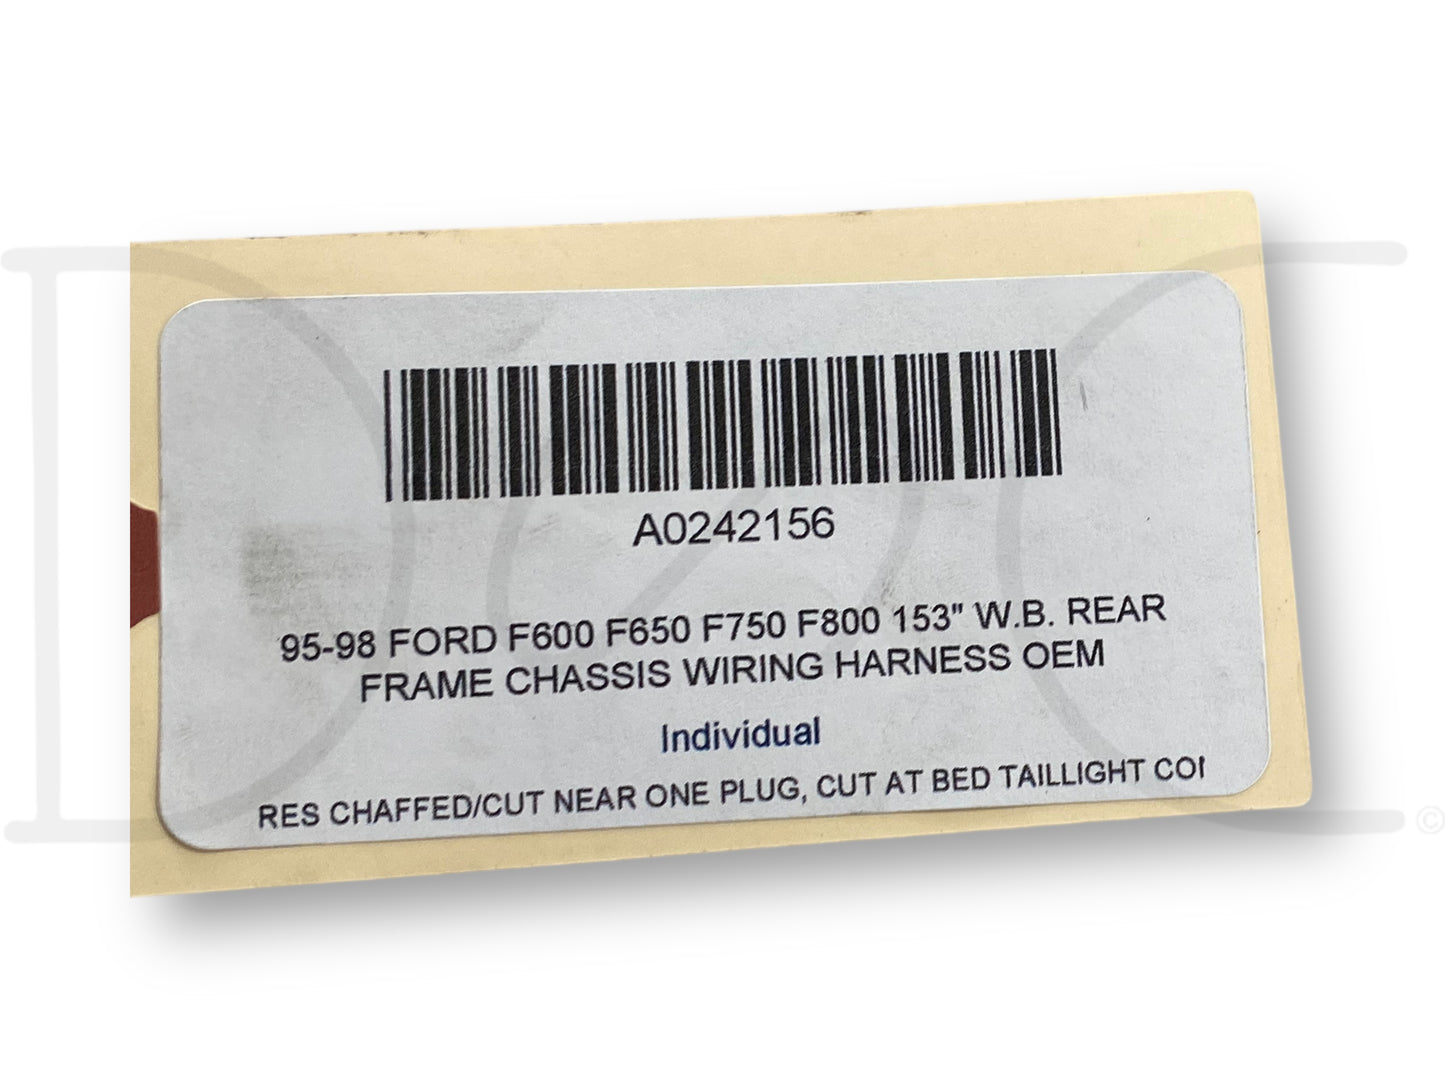 A0242156
95-98 FORD F600 F650 F750 F800 153" W.B. REAR
FRAME CHASSIS WIRING HARNESS OEM
Individual
RES CHAFFED/CUT NEAR ONE PLUG, CUT AT BED TAILLIGHT
©